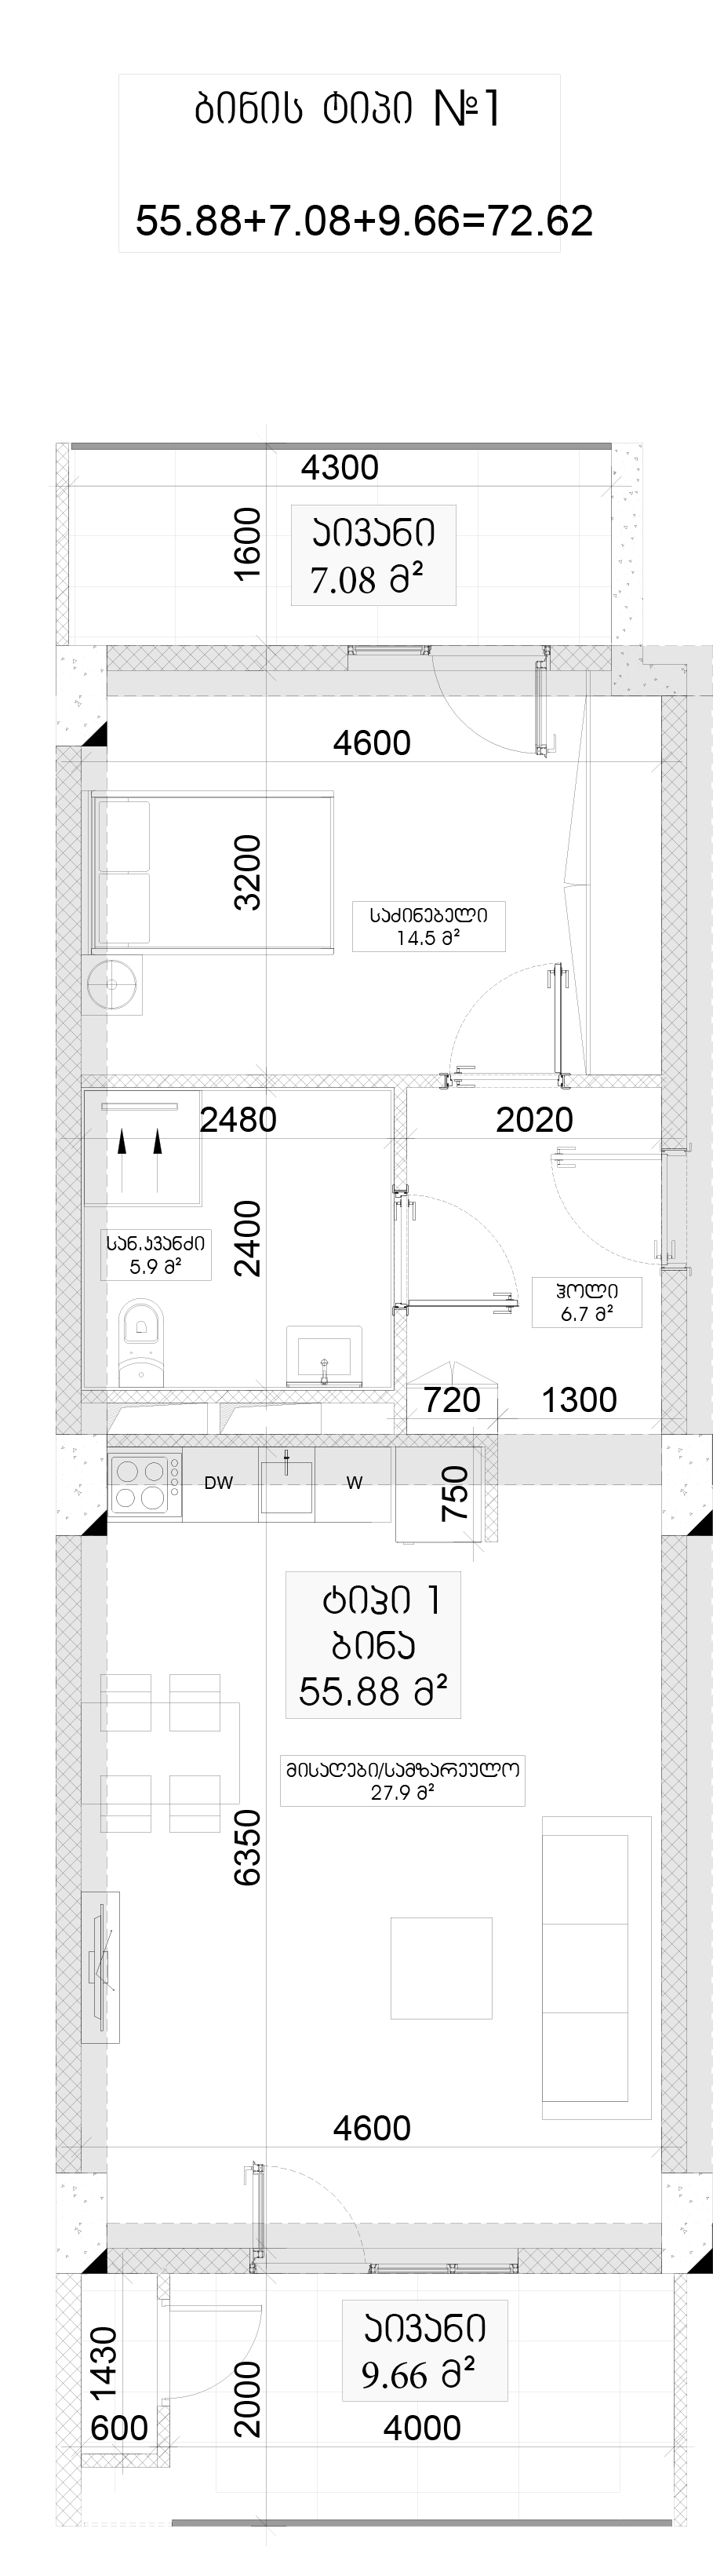 ბინის ტიპი №1
55.88+7.08+9.66=72.62
4300
1600
აივანი
7.08 მ²
4600
3200
საძინებელი
14.5 მ²
2480
2020
2400
სან.კვანძი
5.9 მ²
ჰოლი
6.7 მ²
720
1300
DW
W
750
ტიპი 1
ბინა
55.88 მ²
მისაღები/სამზარეულო
27.9 მ²
6350
4600
აივანი
9.66 მ²
1430
2000
600
4000